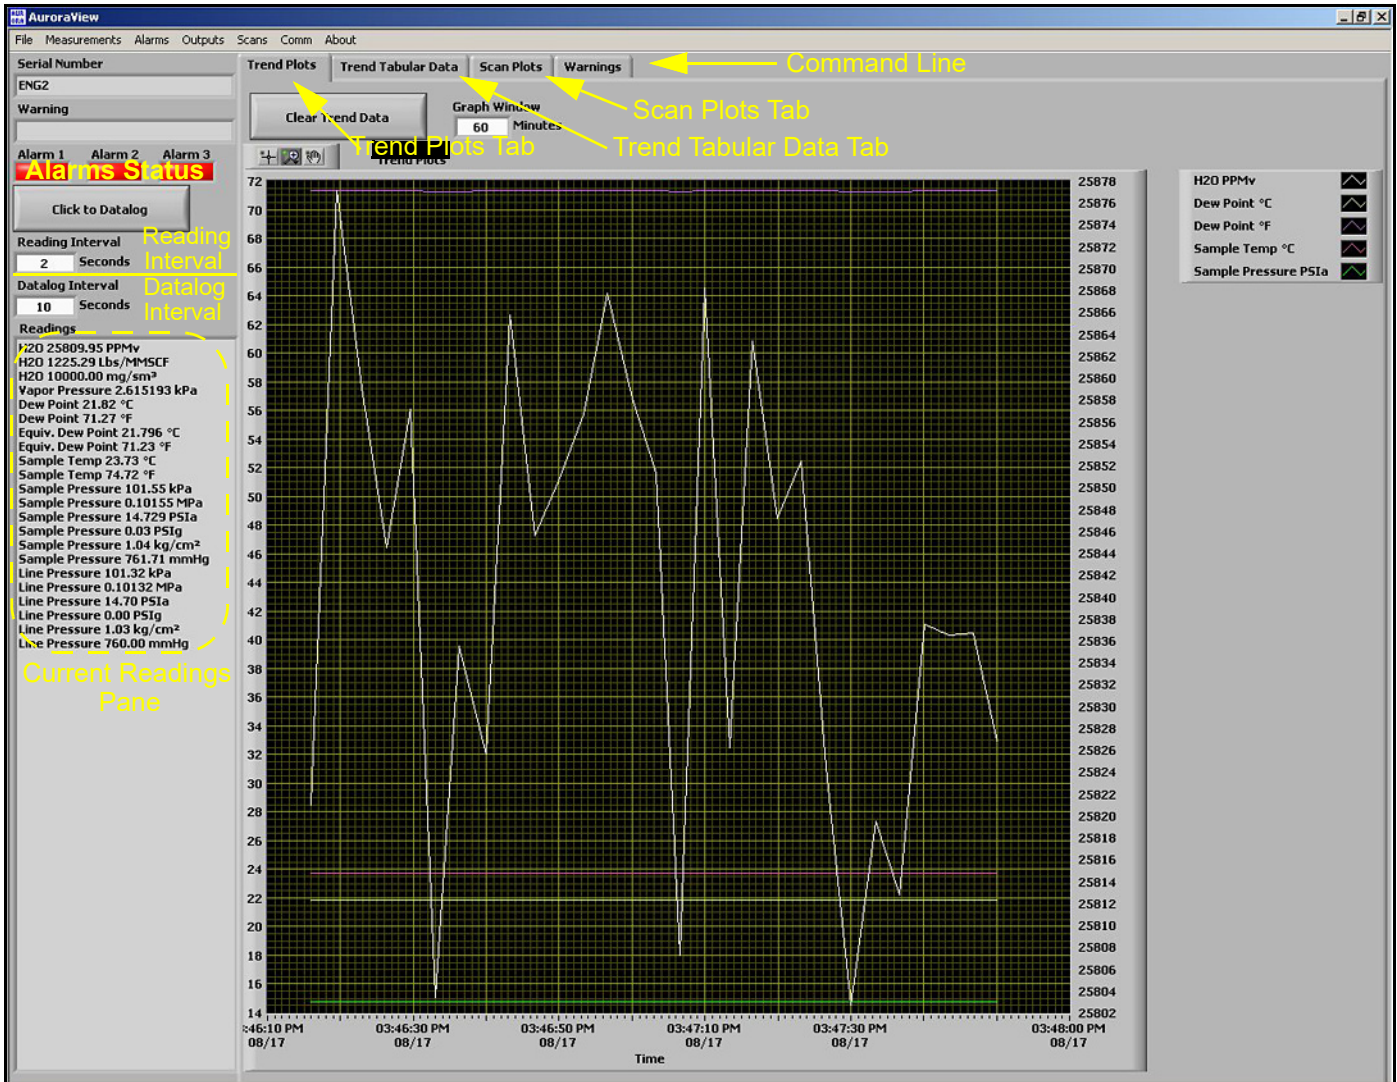 AuroraView
File Measurements Alarms Outputs Scans Comm About
Serial Number
ENG2
Warning
Alarm 1 Alarm 2 Alarm 3
Alarms Status
Click to Datalog
Reading Interval
2 Seconds
Reading
Interval
Datalog Interval
10 Seconds
Datalog
Interval
Readings
H2O 25809.95 PPMv
H2O 1225.29 Lbs/MMSCF
H2O 10000.00 mg/sm³
Vapor Pressure 2.615193 kPa
Dew Point 21.82 °C
Dew Point 71.27 °F
Equiv. Dew Point 21.796 °C
Equiv. Dew Point 71.23 °F
Sample Temp 23.73 °C
Sample Temp 74.72 °F
Sample Pressure 101.55 kPa
Sample Pressure 0.10155 MPa
Sample Pressure 14.729 PSIa
Sample Pressure 0.03 PSIg
Sample Pressure 1.04 kg/cm²
Sample Pressure 761.71 mmHg
Line Pressure 101.32 kPa
Line Pressure 0.10132 MPa
Line Pressure 14.70 PSIa
Line Pressure 0.00 PSIg
Line Pressure 1.03 kg/cm²
Line Pressure 760.00 mmHg
Current Readings
Pane
Trend Plots Trend Tabular Data Scan Plots Warnings
Command Line
Scan Plots Tab
Trend Tabular Data Tab
Trend Plots Tab
Clear Trend Data
Graph Window
60 Minutes
Trend Plots
72
70
68
66
64
62
60
58
56
54
52
50
48
46
44
42
40
38
36
34
32
30
28
26
24
22
20
18
16
14
25878
25876
25874
25872
25870
25868
25866
25864
25862
25860
25858
25856
25854
25852
25850
25848
25846
25844
25842
25840
25838
25836
25834
25832
25830
25828
25826
25824
25822
25820
25818
25816
25814
25812
25810
25808
25806
25804
25802
:46:10 PM 03:46:30 PM 03:46:50 PM 03:47:10 PM 03:47:30 PM 03:48:00 PM
08/17 08/17 08/17 08/17 08/17 08/17
Time
H2O PPMv
Dew Point °C
Dew Point °F
Sample Temp °C
Sample Pressure PSIa